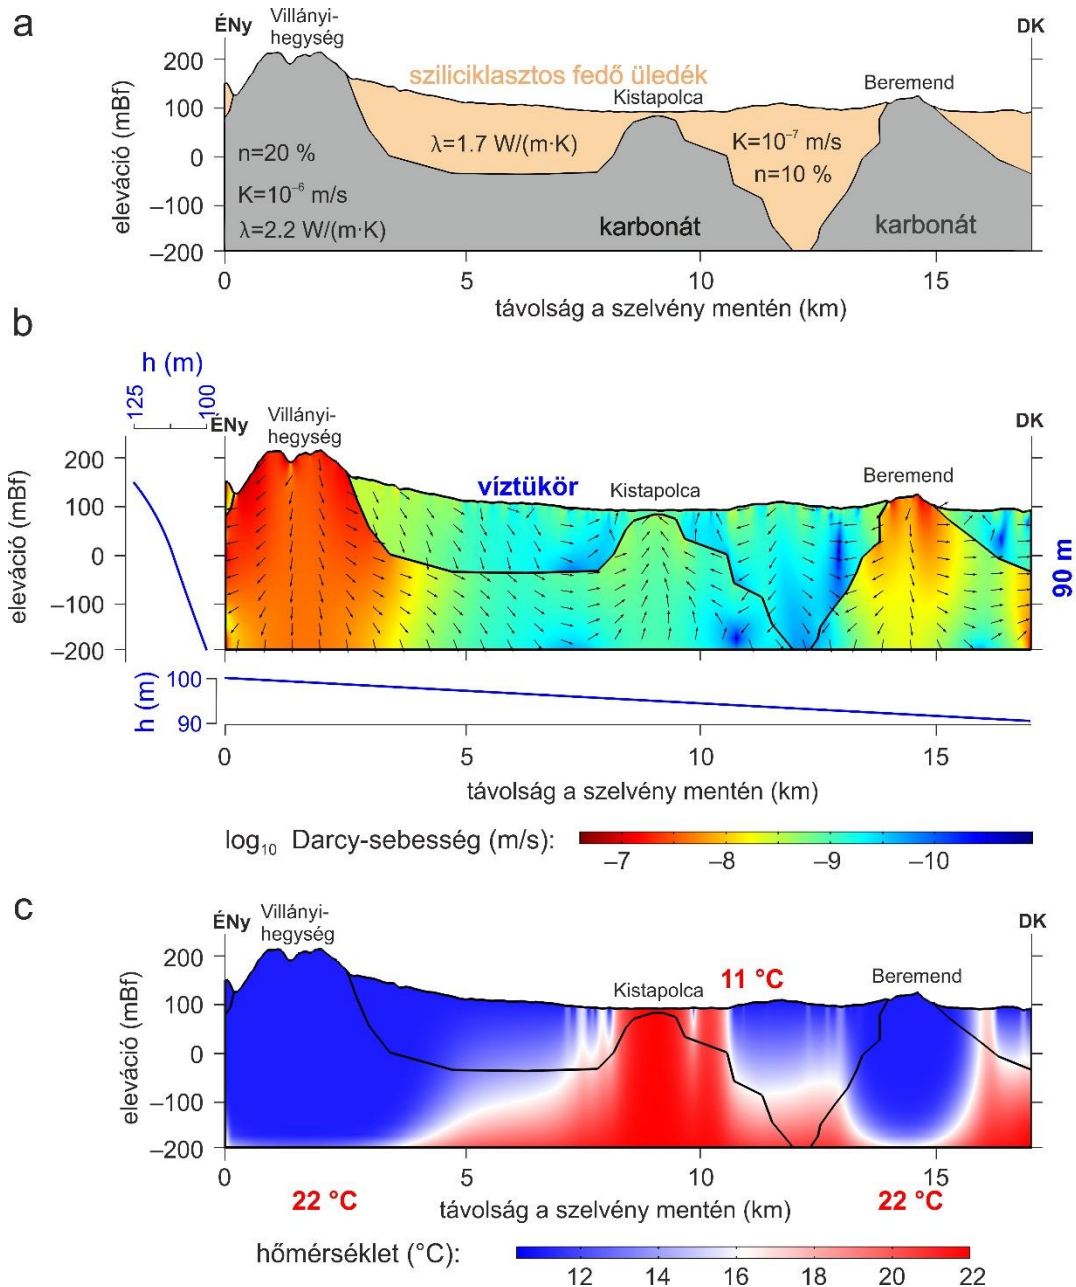 a
ÉNy
Villányi-
hegység
DK
sziliciklasztos fedő üledék
Beremend
Kistapolca
200
100
0
−100
−200
eleváció (mBf)
n=20 %
K=10⁻⁶ m/s
λ=2.2 W/(m·K)
λ=1.7 W/(m·K)
K=10⁻⁷ m/s
n=10 %
karbonát
karbonát
0
5
10
15
távolság a szelvény mentén (km)
b
h (m)
125
100
ÉNy
Villányi-
hegység
DK
víztükör
Kistapolca
Beremend
200
100
0
−100
−200
eleváció (mBf)
90 m
h (m)
100
90
0
5
10
15
távolság a szelvény mentén (km)
log₁₀ Darcy-sebesség (m/s):
−7
−8
−9
−10
c
ÉNy
Villányi-
hegység
DK
11 °C
Kistapolca
Beremend
200
100
0
−100
−200
eleváció (mBf)
0
5
10
15
22 °C
távolság a szelvény mentén (km)
22 °C
hőmérséklet (°C):
12
14
16
18
20
22